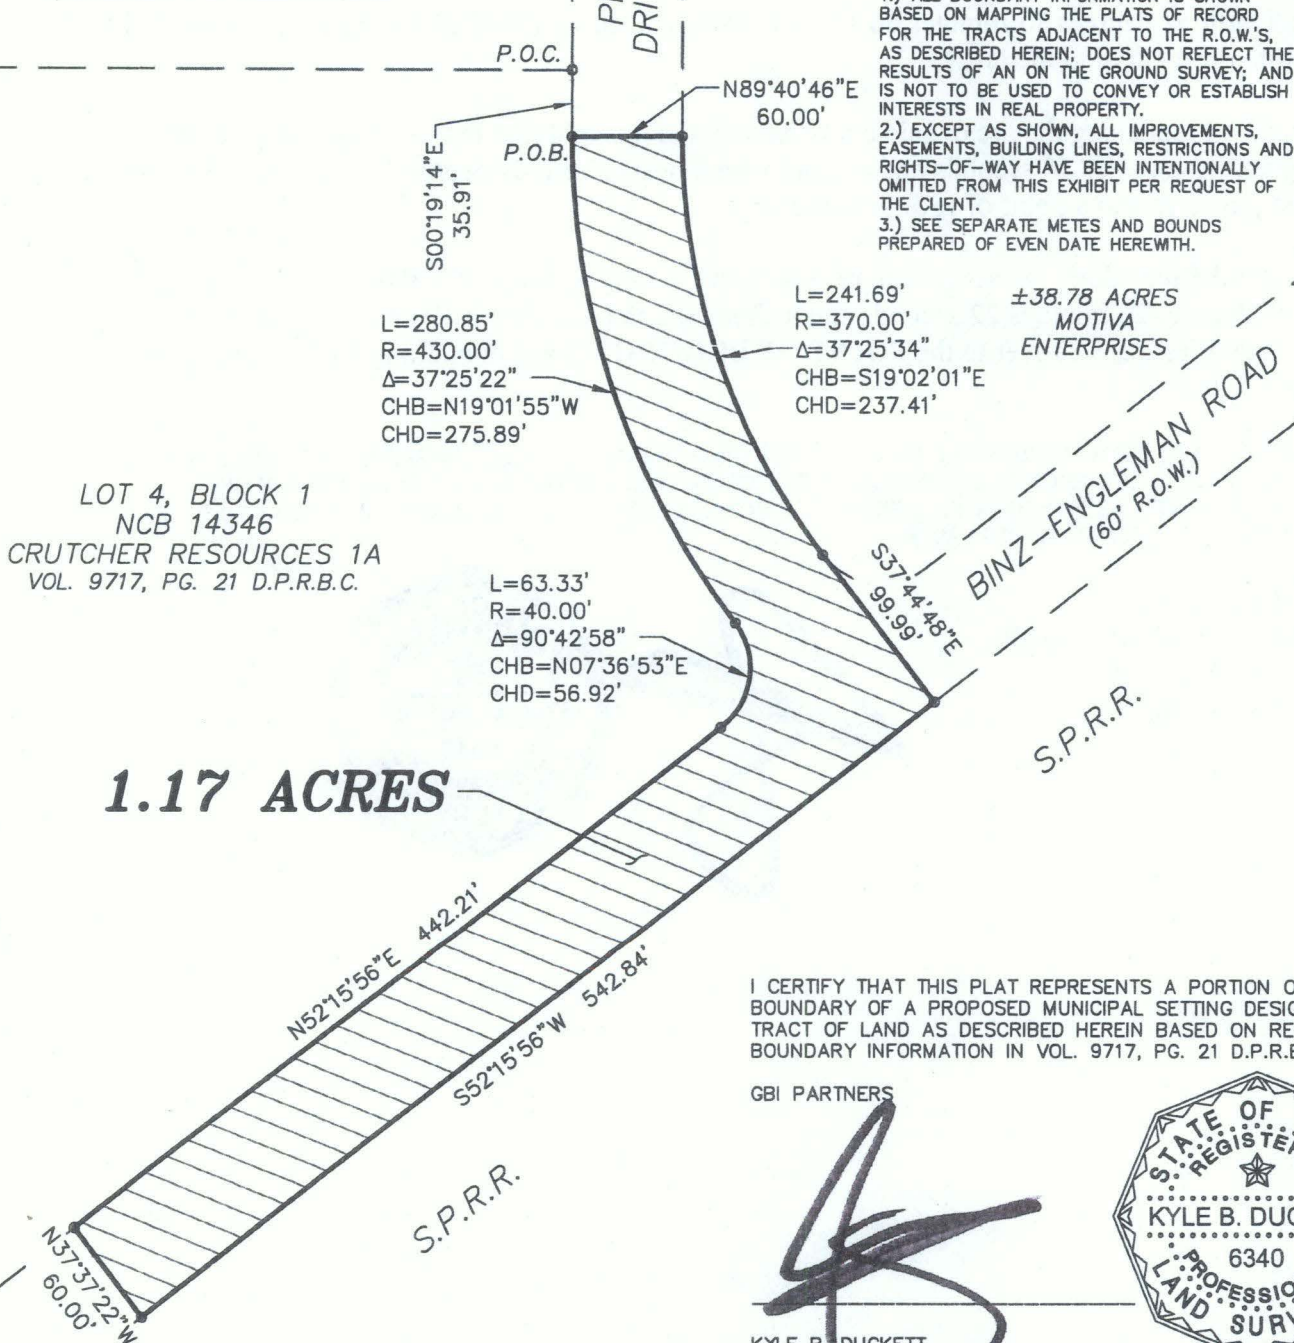 P.O.C.
DRI
N89°40'46"E
60.00'
P.O.B.
S00°19'14"E
35.91'
BASED ON MAPPING THE PLATS OF RECORD
FOR THE TRACTS ADJACENT TO THE R.O.W.'S,
AS DESCRIBED HEREIN; DOES NOT REFLECT THE
RESULTS OF AN ON THE GROUND SURVEY; AND
IS NOT TO BE USED TO CONVEY OR ESTABLISH
INTERESTS IN REAL PROPERTY.
2.) EXCEPT AS SHOWN, ALL IMPROVEMENTS,
EASEMENTS, BUILDING LINES, RESTRICTIONS AND
RIGHTS-OF-WAY HAVE BEEN INTENTIONALLY
OMITTED FROM THIS EXHIBIT PER REQUEST OF
THE CLIENT.
3.) SEE SEPARATE METES AND BOUNDS
PREPARED OF EVEN DATE HEREWITH.
L=280.85'
R=430.00'
Δ=37°25'22"
CHB=N19°01'55"W
CHD=275.89'
L=241.69'
R=370.00'
Δ=37°25'34"
CHB=S19°02'01"E
CHD=237.41'
±38.78 ACRES
MOTIVA
ENTERPRISES
BINZ-ENGLEMAN ROAD
(60' R.O.W.)
LOT 4, BLOCK 1
NCB 14346
CRUTCHER RESOURCES 1A
VOL. 9717, PG. 21 D.P.R.B.C.
L=63.33'
R=40.00'
Δ=90°42'58"
CHB=N07°36'53"E
CHD=56.92'
S37°44'48"E
99.99'
S.P.R.R.
1.17 ACRES
N52°15'56"E 442.21'
S52°15'56"W 542.84'
S.P.R.R.
N37°37'22"W
60.00'
I CERTIFY THAT THIS PLAT REPRESENTS A PORTION O
BOUNDARY OF A PROPOSED MUNICIPAL SETTING DESIG
TRACT OF LAND AS DESCRIBED HEREIN BASED ON RE
BOUNDARY INFORMATION IN VOL. 9717, PG. 21 D.P.R.B
GBI PARTNERS
STATE OF
REGISTER
KYLE B. DUC
6340
PROFESSIO
LAND SURV
KYLE B. DUCKETT